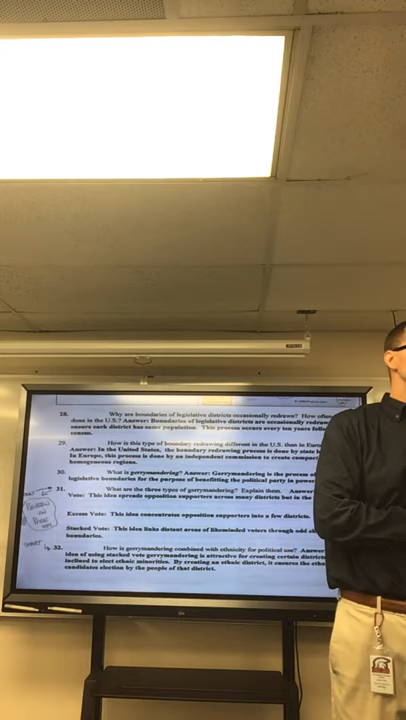 28. Why are boundaries of legislative districts occasionally redrawn? How often
done in the U.S.? Answer: Boundaries of legislative districts are occasionally redrawn
ensure each district has same population. This process occurs every ten years
census.
29. How is this type of boundary redrawing different in the U.S. than in
Answer: In the United States, the boundary redrawing process is done by state
In Europe, this process is done by an independent commission to create compact
homogeneous regions.
30. What is gerrymandering? Answer: Gerrymandering is the process of
legislative boundaries for the purpose of benefitting the political party in power
31. What are the three types of gerrymandering? Explain them. Answer
Vote: This idea spreads opposition supporters across many districts but in the
Excess Vote: This idea concentrates opposition supporters into a few districts.
Stacked Vote: This idea links distant areas of likeminded voters through odd
boundaries.
32. How is gerrymandering combined with ethnicity for political use? Answer
idea of using stacked vote gerrymandering is attractive for creating certain districts
inclined to elect ethnic minorities. By creating an ethnic district, it ensures the
candidates election by the people of that district.